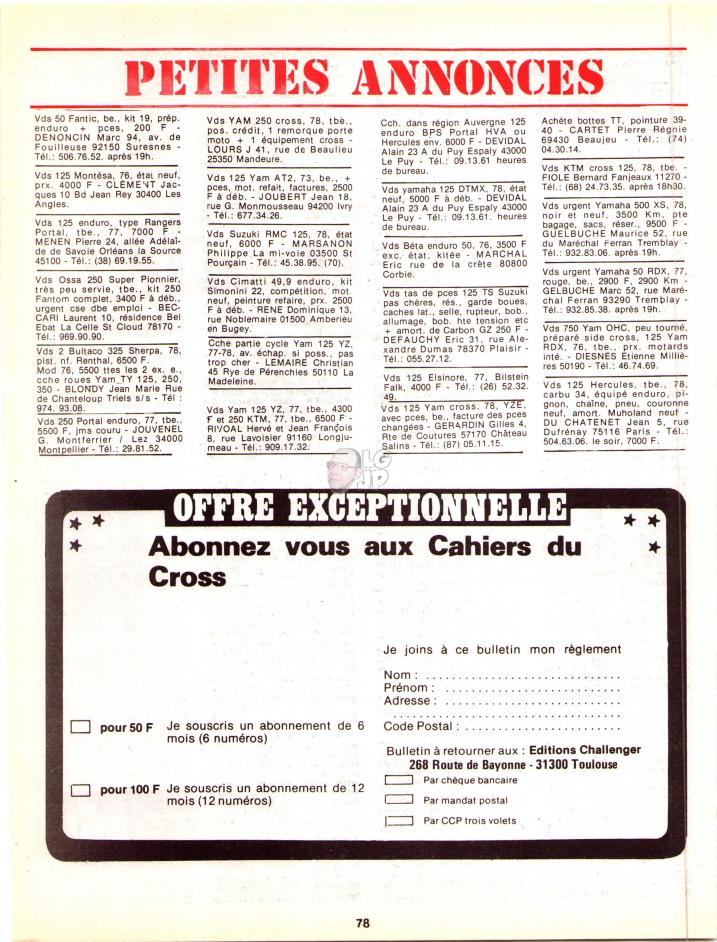 PETITES ANNONCES
Vds 50 Fantic, be., kit 19, prép.
enduro + pces, 200 F -
DENONCIN Marc 94, av. de
Fouilleuse 92150 Suresnes -
Tél.: 506.76.52. après 19h.
Vds 125 Montésa, 76, état neuf,
prx. 4000 F - CLÉMENT Jac-
ques 10 Bd Jean Rey 30400 Les
Angles.
Vds 125 enduro, type Rangers
Portal, tbe., 77, 7000 F -
MENEN Pierre 24, allée Adélaï-
de de Savoie Orléans la Source
45100 - Tél.: (38) 69.19.55.
Vds Ossa 250 Super Pionnier,
très peu servie, tbe., kit 250
Fantom complet, 3400 F à déb.,
urgent cse dbe emploi - BEC-
CARI Laurent 10, résidence Bel
Ebat La Celle St Cloud 78170 -
Tél.: 969.90.90.
Vds 2 Bultaco 325 Sherpa, 78,
pist. nf. Renthal, 6500 F.
Mod 76, 5500 ttes les 2 ex. e.,
cche roues Yam TY 125, 250,
350 - BLONDY Jean Marie Rue
de Chanteloup Triels s/s - Tél :
974. 93.08.
Vds 250 Portal enduro, 77, tbe.,
5500 F, jms couru - JOUVENEL
G. Montferrier / Lez 34000
Montpellier - Tél.: 29.81.52.
Vds YAM 250 cross, 78, tbe.,
pos. crédit, 1 remorque porte
moto + 1 équipement cross -
LOURS J 41, rue de Beaulieu
25350 Mandeure.
Vds 125 Yam AT2, 73, be., +
pces, mot. refait, factures, 2500
F à déb. - JOUBERT Jean 18,
rue G. Monmousseau 94200 Ivry
- Tél.: 677.34.26.
Vds Suzuki RMC 125, 78, état
neuf, 6000 F - MARSANON
Philippe La mi-voie 03500 St
Pourçain - Tél.: 45.38.95. (70).
Vds Cimatti 49,9 enduro, kit
Simonini 22, compétition, mot.
neuf, peinture refaire, prx. 2500
F à déb. - RENE Dominique 13,
rue Noblemaire 01500 Amberieu
en Bugey.
Cche partie cycle Yam 125 YZ,
77-78, av. échap. si poss., pas
trop cher - LEMAIRE Christian
45 Rye de Pérenchies 50110 La
Madeleine.
Vds Yam 125 YZ, 77, tbe., 4300
F et 250 KTM, 77, tbe., 6500 F -
RIVOAL Hervé et Jean François
8, rue Lavoisier 91160 Longju-
meau - Tél.: 909.17.32.
Cch. dans région Auvergne 125
enduro BPS Portal HVA ou
Hercules env. 6000 F - DEVIDAL
Alain 23 A du Puy Espaly 43000
Le Puy - Tél.: 09.13.61 heures
de bureau.
Vds yamaha 125 DTMX, 78, état
neuf, 5000 F à déb. - DEVIDAL
Alain 23 A du Puy Espaly 43000
Le Puy - Tél.: 09.13.61. heures
de bureau.
Vds Béta enduro 50, 76, 3500 F
exc. état, kitée - MARCHAL
Eric rue de la crète 80800
Corbie.
Vds tas de pces 125 TS Suzuki
pas chères, rés., garde boues,
caches lat., selle, rupteur, bob.,
allumage, bob. hte tension etc
+ amort. de Carbon GZ 250 F -
DEFAUCHY Eric 31, rue Ale-
xandre Dumas 78370 Plaisir -
Tél.: 055.27.12.
Vds 125 Elsinore, 77, Bilstein
Falk, 4000 F - Tél.: (26) 52.32.
49.
Vds 125 Yam cross, 78, YZE,
avec pces, be., facture des pces
changées - GERARDIN Gilles 4,
Rte de Coutures 57170 Château
Salins - Tél.: (87) 05.11.15.
Achète bottes TT, pointure 39-
40 - CARTET Pierre Régnie
69430 Beaujeu - Tél.: (74)
04.30.14.
Vds KTM cross 125, 78, tbe. -
FIOLE Bernard Fanjeaux 11270 -
Tél.: (68) 24.73.35. après 18h30.
Vds urgent Yamaha 500 XS, 78,
noir et neuf, 3500 Km, pte
bagage, sacs, réser., 9500 F -
GUELBUCHE Maurice 52, rue
du Maréchal Ferran Tremblay -
Tél.: 932.83.06. après 19h.
Vds urgent Yamaha 50 RDX, 77,
rouge, be., 2900 F, 2900 Km -
GELBUCHE Marc 52, rue Maré-
chal Ferran 93290 Tremblay -
Tél.: 932.85.38. après 19h.
Vds 750 Yam OHC, peu tourné,
préparé side cross, 125 Yam
RDX, 76, tbe., prx. motards
inté. - DIESNES Étienne Milliè-
res 50190 - Tél.: 46.74.69.
Vds 125 Hercules, tbe., 78,
carbu 34, équipé enduro, pi-
gnon, chaîne, pneu, couronne
neuf, amort. Muholand neuf -
DU CHATENET Jean 5, rue
Dufrénay 75116 Paris - Tél.:
504.63.06. le soir, 7000 F.
LG
JP
OFFRE EXCEPTIONNELLE
Abonnez vous aux Cahiers du
Cross
Je joins à ce bulletin mon règlement
Nom : ..............................
Prénom : ...........................
Adresse : ...........................
...................................
Code Postal : ........................
pour 50 F Je souscris un abonnement de 6
mois (6 numéros)
pour 100 F Je souscris un abonnement de 12
mois (12 numéros)
Bulletin à retourner aux : Editions Challenger
268 Route de Bayonne - 31300 Toulouse
Par chèque bancaire
Par mandat postal
Par CCP trois volets
78